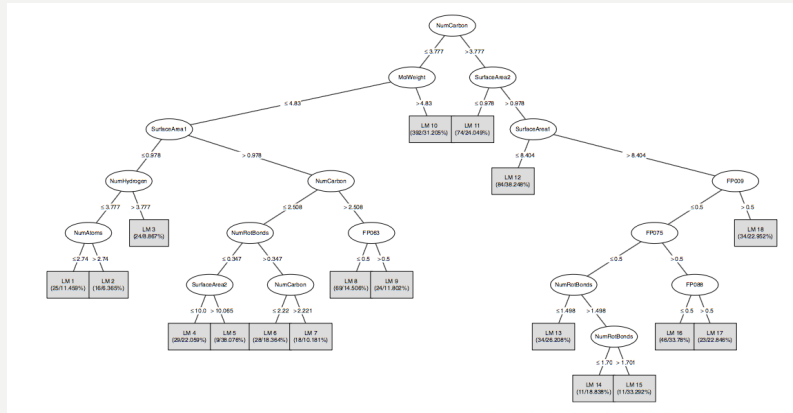 NumCarbon
≤ 3.777 > 3.777
MolWeight SurfaceArea2
≤ 4.83 > 4.83 ≤ 0.978 > 0.978
SurfaceArea1 LM 10 LM 11 SurfaceArea1
(392/31.205%) (74/24.049%)
≤0.978 > 0.978 ≤ 8.404 > 8.404
NumHydrogen NumCarbon LM 12 FP009
(84/38.248%)
≤ 3.777 > 3.777 ≤ 2.508 > 2.508 ≤0.5 > 0.5
NumAtoms LM 3 NumRotBonds FP063 FP075 LM 18
(24/8.867%) (34/22.952%)
≤2.74 > 2.74 ≤ 0.347 >0.347 ≤ 0.5 > 0.5 ≤0.5 >0.5
LM 1 LM 2 SurfaceArea2 NumCarbon LM 8 LM 9 NumRotBonds FP088
(25/11.459%) (16/6.365%) (69/14.506%) (24/11.802%)
≤10.0 > 10.065 ≤ 2.22 > 2.221 ≤1.498 > 1.498 ≤ 0.5 > 0.5
LM 4 LM 5 LM 6 LM 7 LM 13 NumRotBonds LM 16 LM 17
(29/22.059%) (9/38.078%) (28/16.364%) (18/10.181%) (34/28.208%) (46/33.78%) (23/22.846%)
≤ 1.70 > 1.701
LM 14 LM 15
(11/18.838%) (11/33.292%)